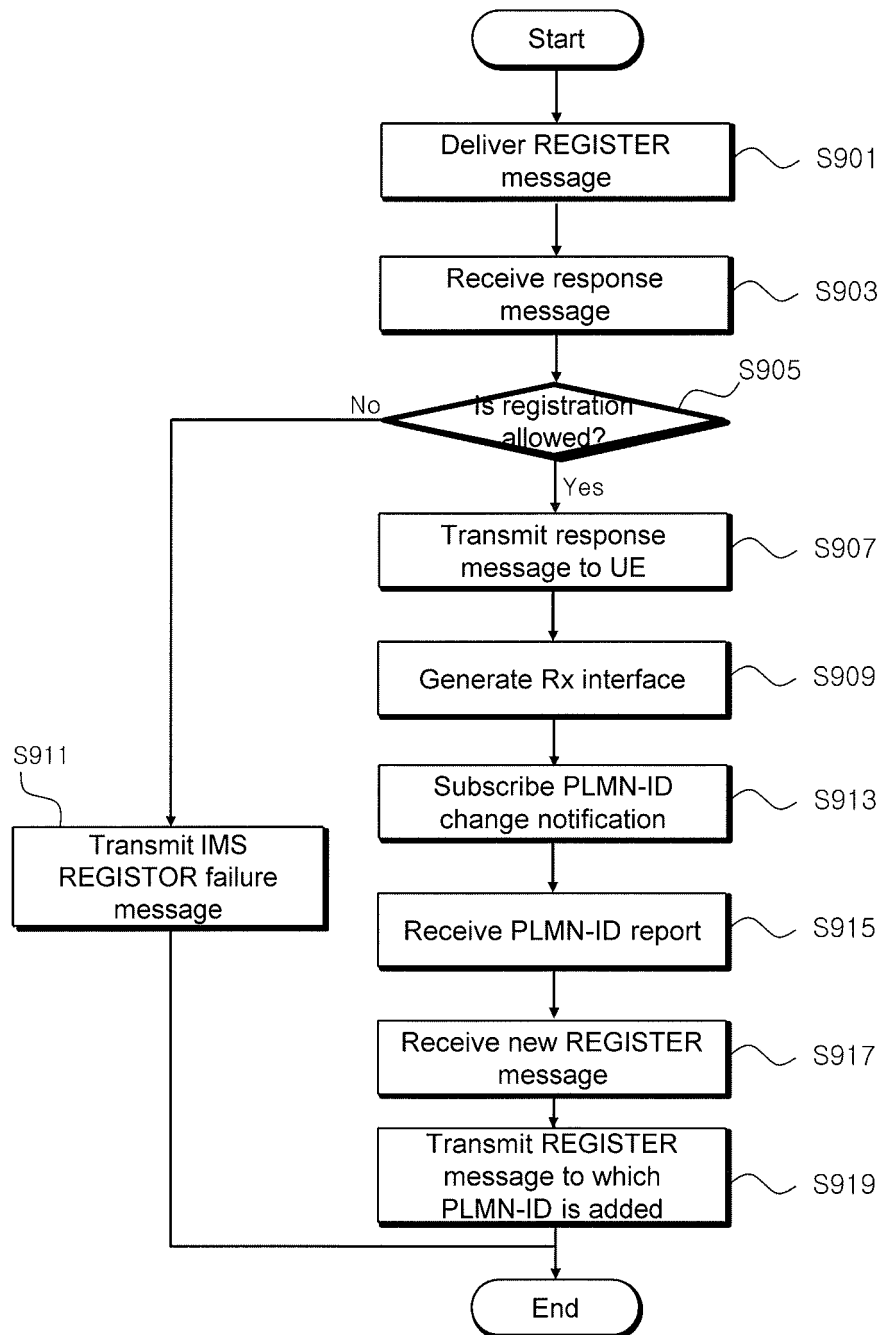 Start
Deliver REGISTER
message
S901
Receive response
message
S903
S905
Is registration
allowed?
No
Yes
Transmit response
message to UE
S907
Generate Rx interface
S909
S911
Transmit IMS
REGISTOR failure
message
Subscribe PLMN-ID
change notification
S913
Receive PLMN-ID report
S915
Receive new REGISTER
message
S917
Transmit REGISTER
message to which
PLMN-ID is added
S919
End